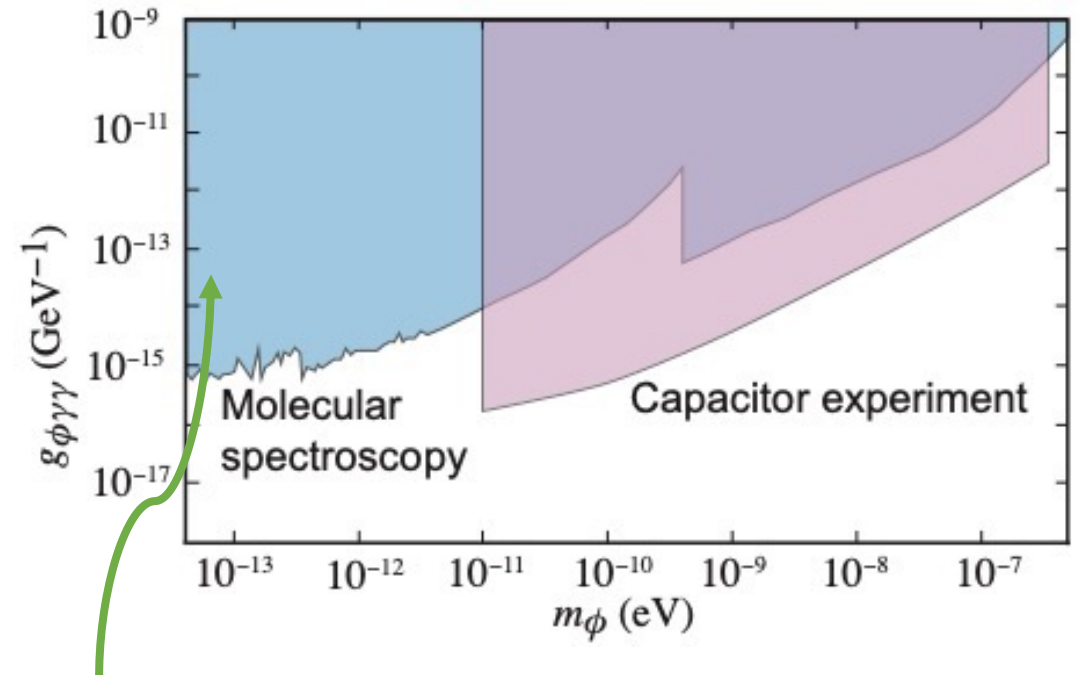 10⁻⁹
10⁻¹¹
10⁻¹³
10⁻¹⁵
10⁻¹⁷
g_ϕγγ (GeV⁻¹)
Molecular
spectroscopy
Capacitor experiment
10⁻¹³ 10⁻¹² 10⁻¹¹ 10⁻¹⁰ 10⁻⁹ 10⁻⁸ 10⁻⁷
m_ϕ (eV)